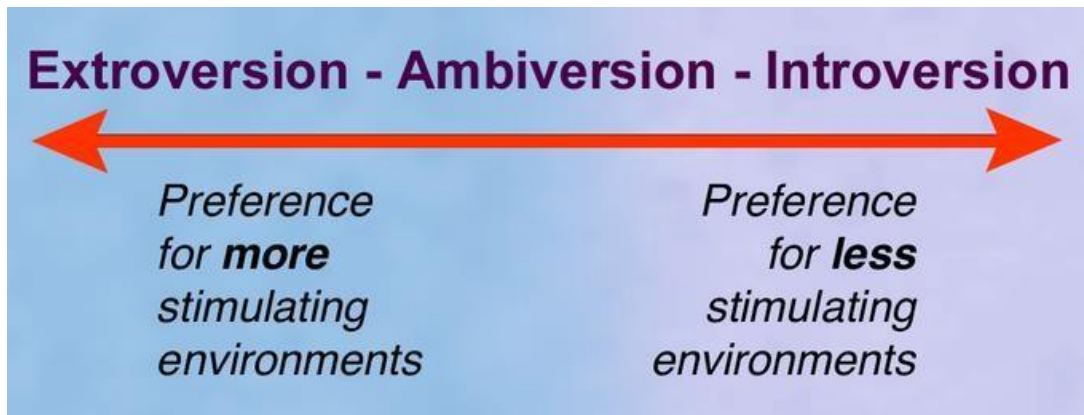 Extroversion - Ambiversion - Introversion
Preference
for more
stimulating
environments
Preference
for less
stimulating
environments